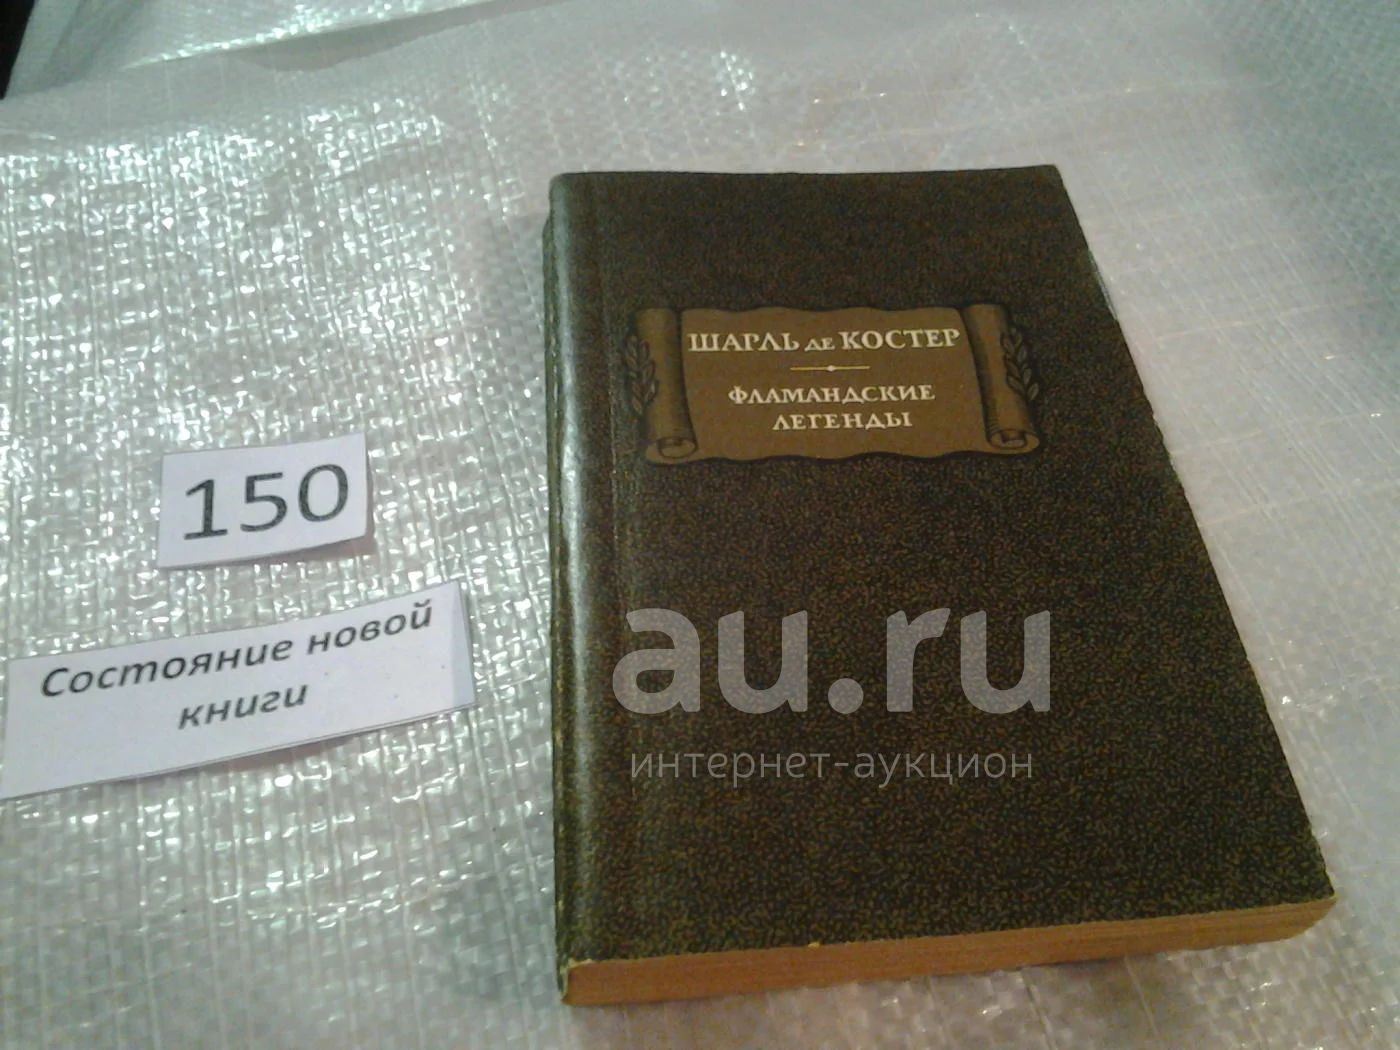 ШАРЛЬ ДЕ КОСТЕР
ФЛАМАНДСКИЕ
ЛЕГЕНДЫ
150
Состояние новой
книги
au.ru
интернет-аукцион